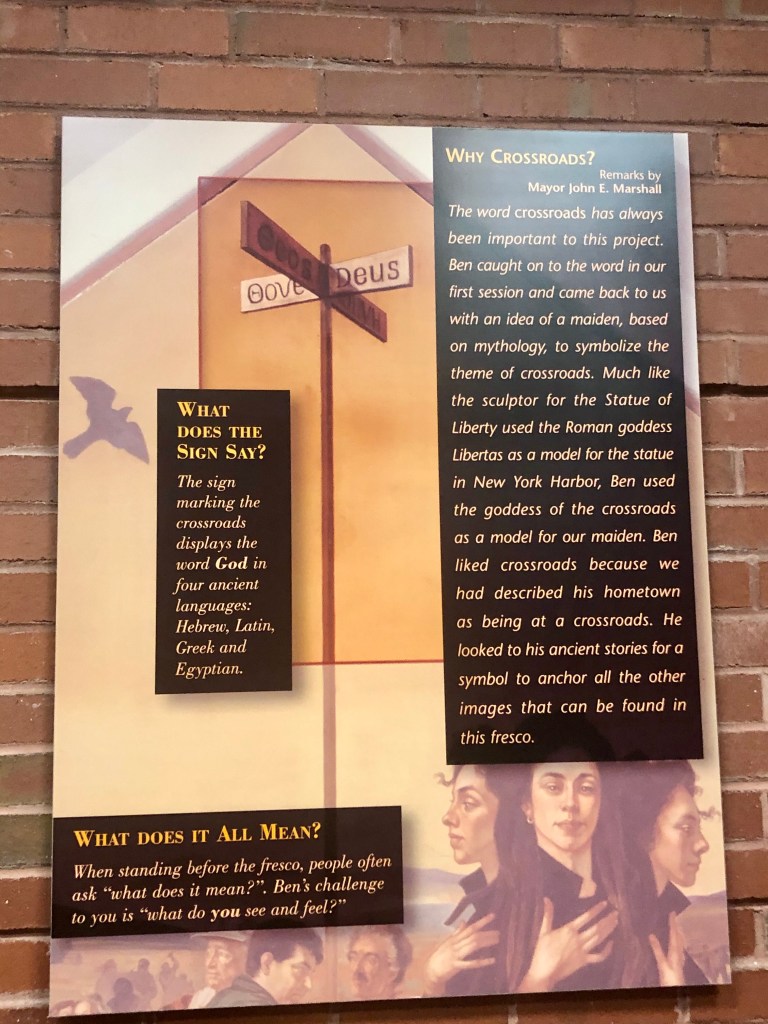 WHY CROSSROADS?
Remarks by
Mayor John E. Marshall
The word crossroads has always
been important to this project.
Ben caught on to the word in our
first session and came back to us
with an idea of a maiden, based
on mythology, to symbolize the
theme of crossroads. Much like
the sculptor for the Statue of
Liberty used the Roman goddess
Libertas as a model for the statue
in New York Harbor, Ben used
the goddess of the crossroads
as a model for our maiden. Ben
liked crossroads because we
had described his hometown
as being at a crossroads. He
looked to his ancient stories for a
symbol to anchor all the other
images that can be found in
this fresco.
Deus
WHAT
DOES THE
SIGN SAY?
The sign
marking the
crossroads
displays the
word God in
four ancient
languages:
Hebrew, Latin,
Greek and
Egyptian.
WHAT DOES IT ALL MEAN?
When standing before the fresco, people often
ask “what does it mean?”. Ben’s challenge
to you is “what do you see and feel?”